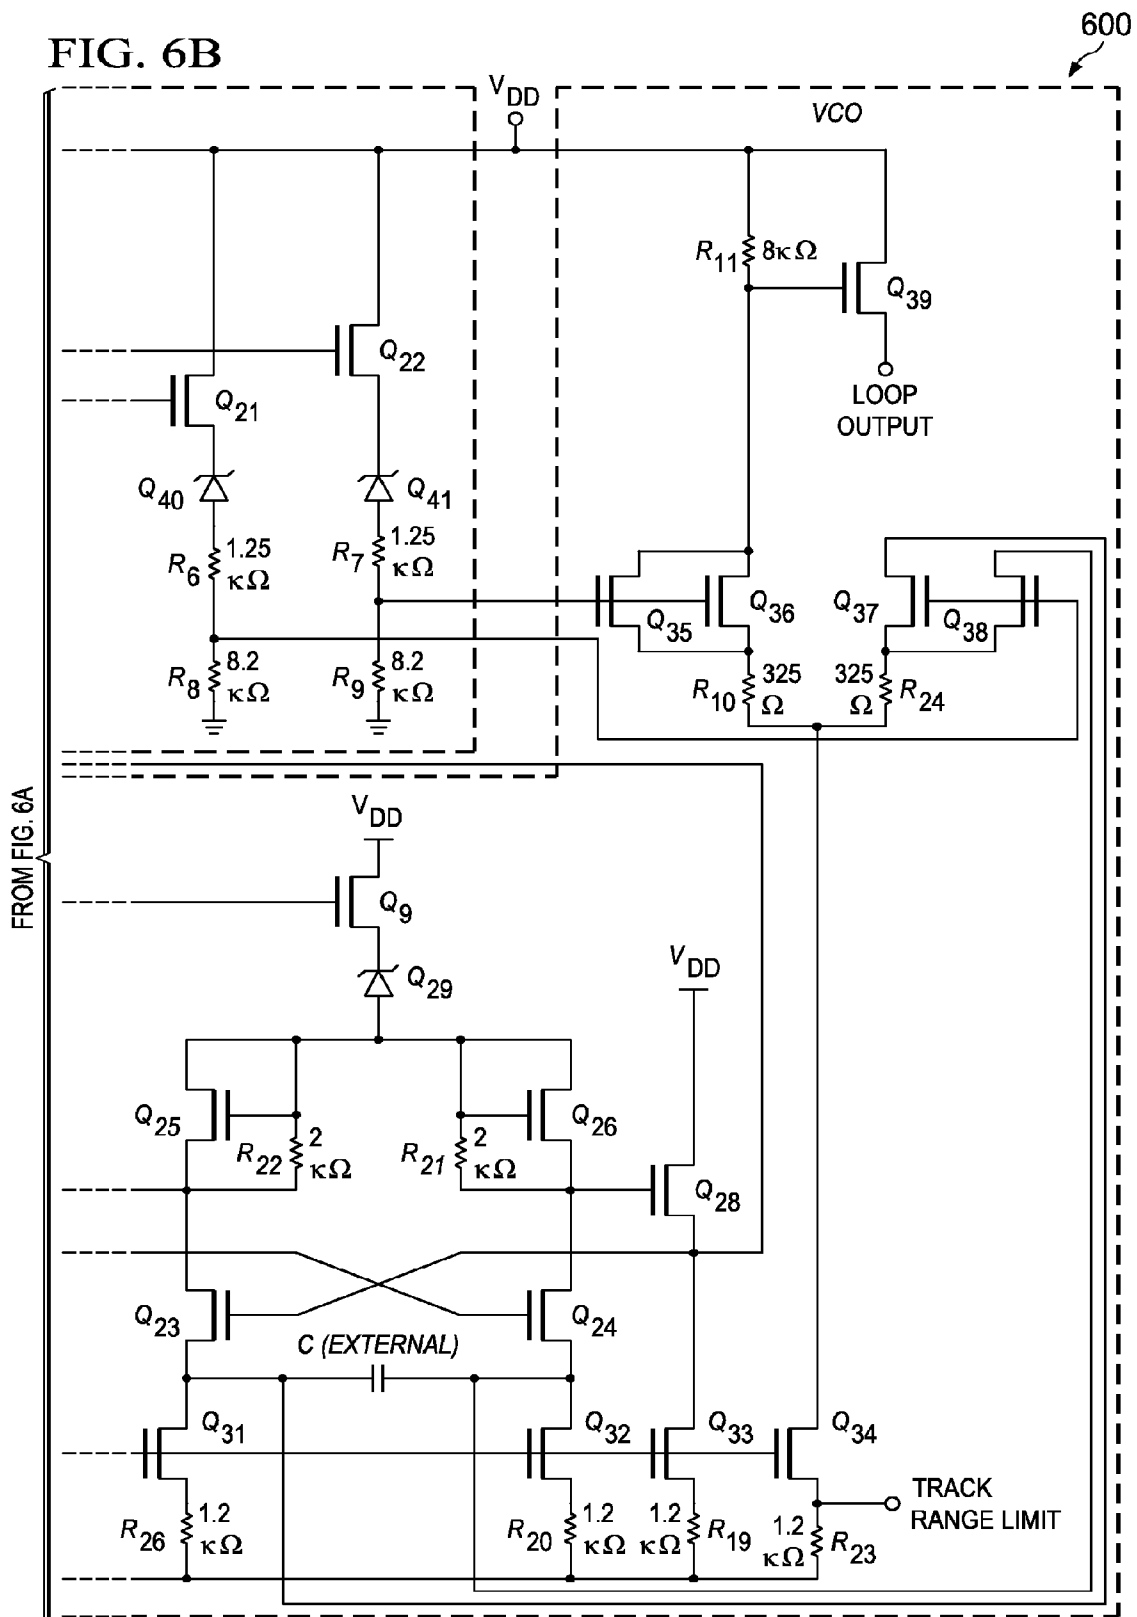 600
FIG. 6B
VDD
VCO
R11 8κΩ
Q39
Q22
Q21
LOOP
OUTPUT
Q40
Q41
R6 1.25
κΩ
R7 1.25
κΩ
Q35
Q36
Q37
Q38
R8 8.2
κΩ
R9 8.2
κΩ
R10 325
Ω
325
Ω R24
FROM FIG. 6A
VDD
Q9
VDD
Q29
Q25
R22 2
κΩ
R21 2
κΩ
Q26
Q28
Q23
Q24
C (EXTERNAL)
Q31
Q32
Q33
Q34
TRACK
RANGE LIMIT
R26 1.2
κΩ
R20 1.2
κΩ
1.2
κΩ R19
1.2
κΩ R23